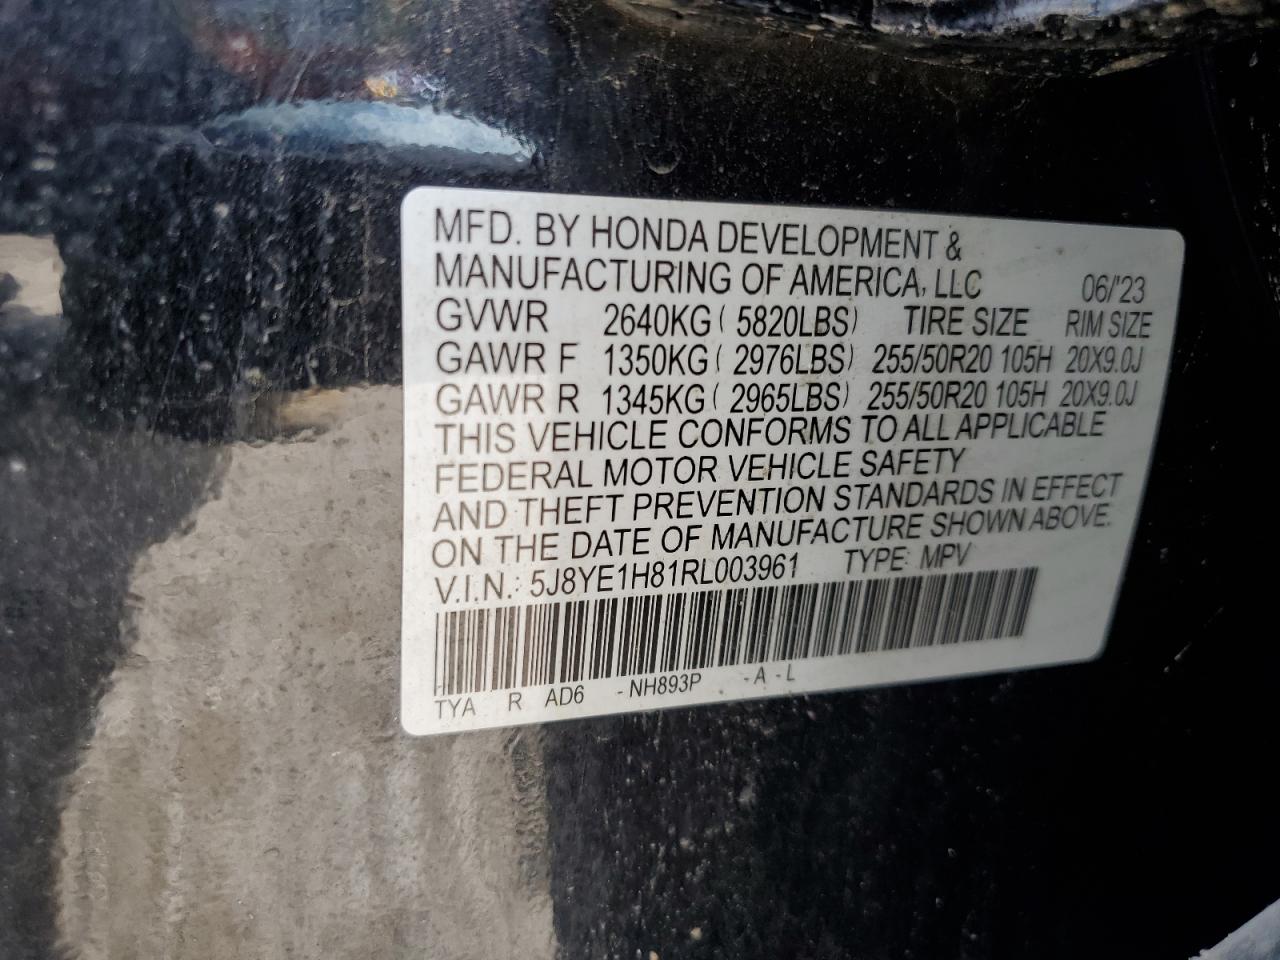 MFD. BY HONDA DEVELOPMENT &
MANUFACTURING OF AMERICA, LLC 06/'23
GVWR 2640KG ( 5820LBS) TIRE SIZE RIM SIZE
GAWR F 1350KG ( 2976LBS) 255/50R20 105H 20X9.0J
GAWR R 1345KG ( 2965LBS) 255/50R20 105H 20X9.0J
THIS VEHICLE CONFORMS TO ALL APPLICABLE
FEDERAL MOTOR VEHICLE SAFETY
AND THEFT PREVENTION STANDARDS IN EFFECT
ON THE DATE OF MANUFACTURE SHOWN ABOVE.
V.I.N.: 5J8YE1H81RL003961 TYPE: MPV
TYA R AD6 -NH893P -A -L